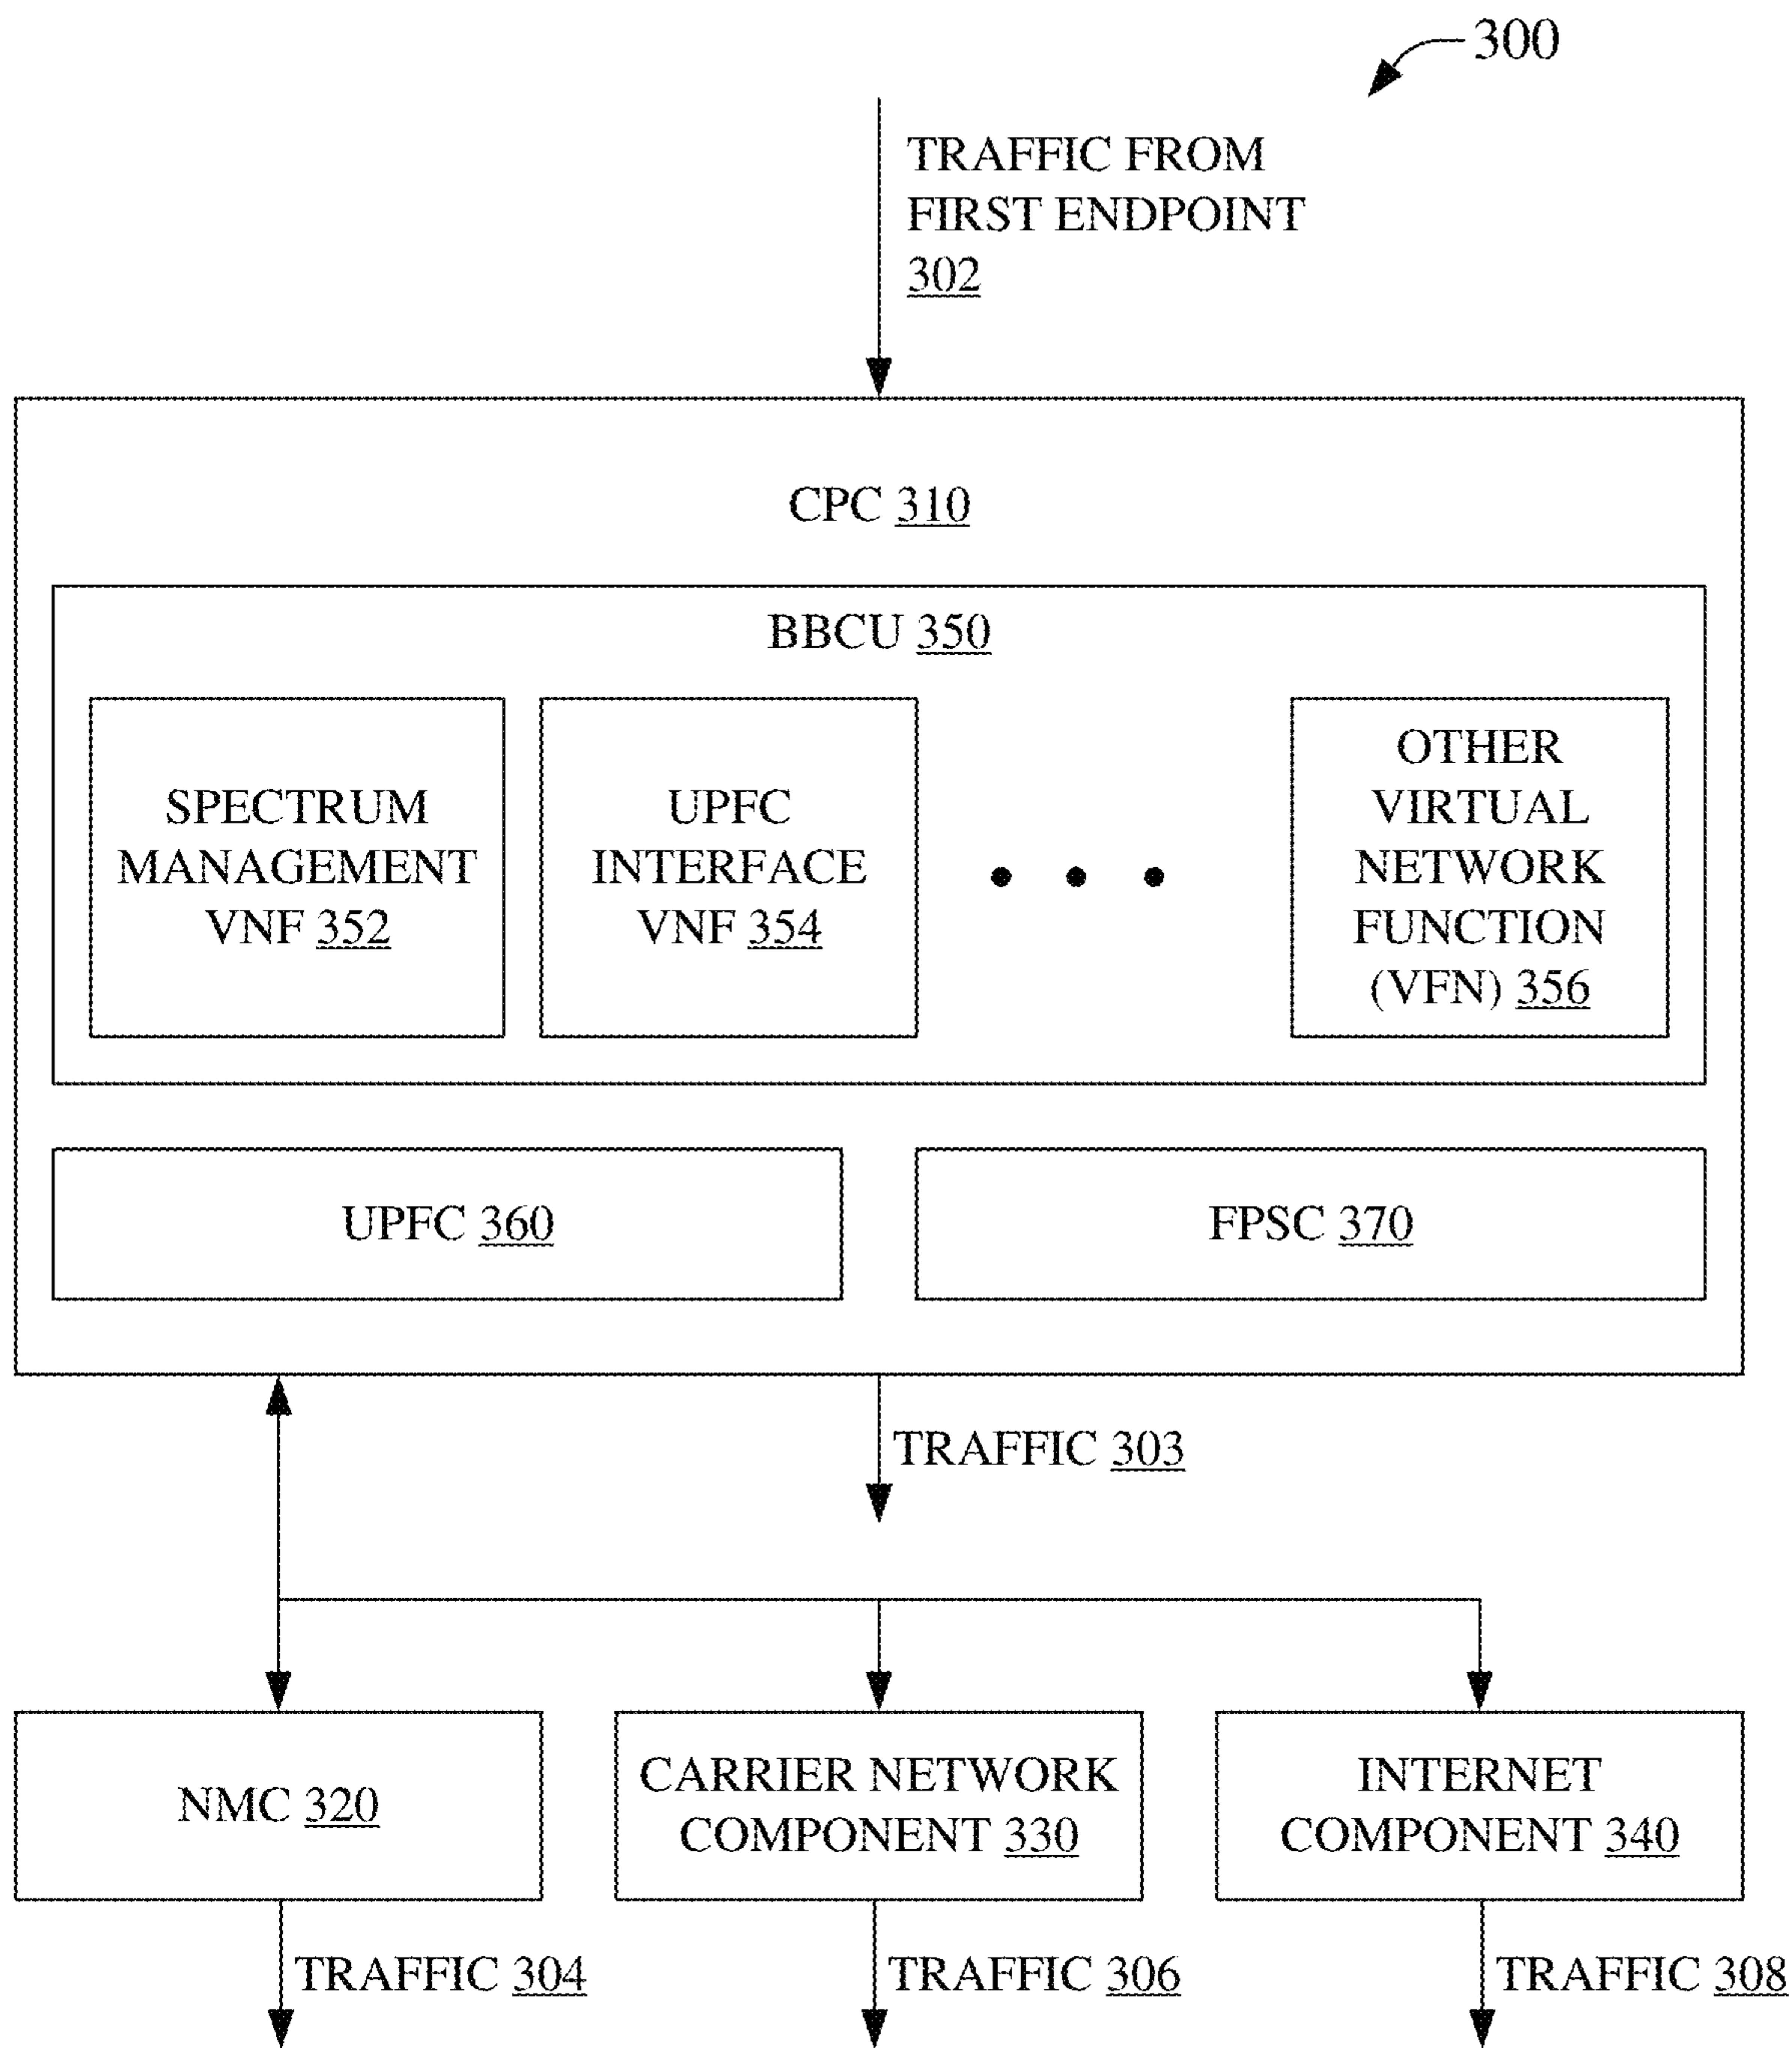 300
TRAFFIC FROM
FIRST ENDPOINT
302
CPC 310
BBCU 350
SPECTRUM
MANAGEMENT
VNF 352
UPFC
INTERFACE
VNF 354
OTHER
VIRTUAL
NETWORK
FUNCTION
(VFN) 356
UPFC 360
FPSC 370
TRAFFIC 303
NMC 320
CARRIER NETWORK
COMPONENT 330
INTERNET
COMPONENT 340
TRAFFIC 304
TRAFFIC 306
TRAFFIC 308